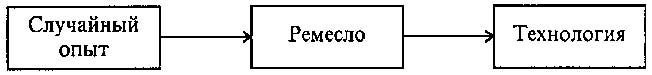 Случайный
опыт
Ремесло
Технология